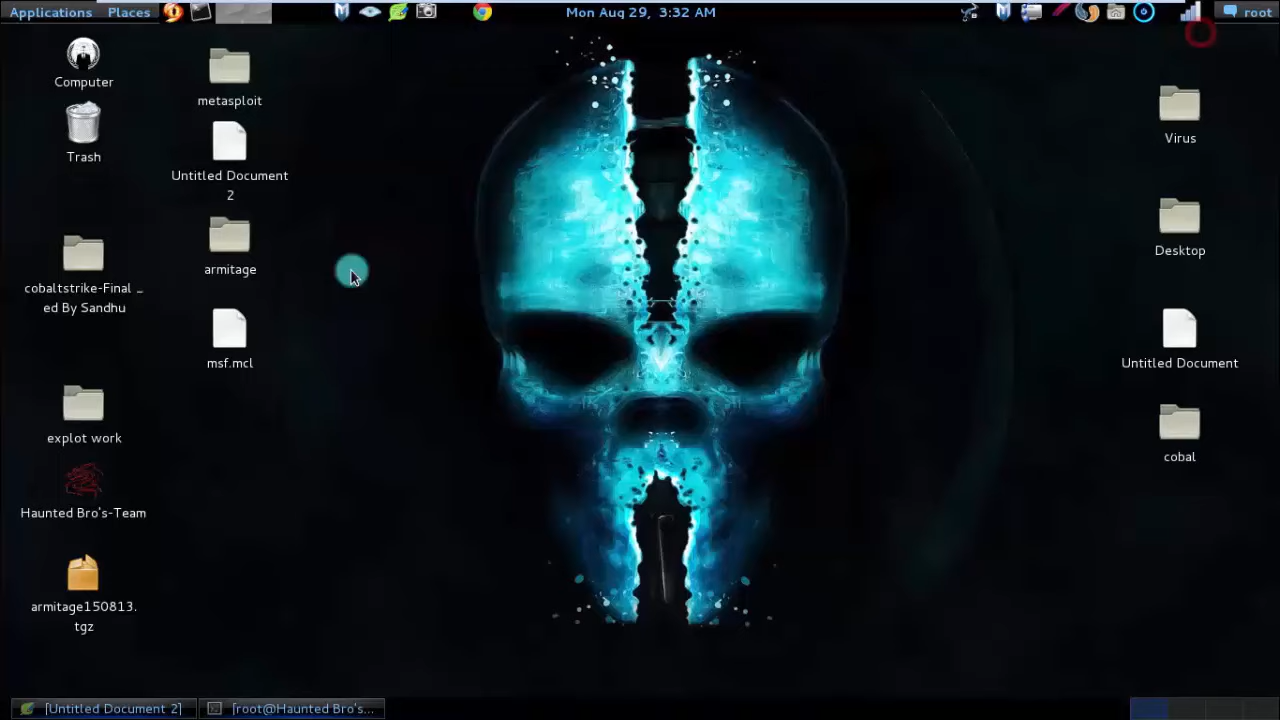 Applications Places
Mon Aug 29, 3:32 AM
root
Computer
Trash
cobaltstrike-Final _
ed By Sandhu
explot work
Haunted Bro's-Team
armitage150813.
tgz
metasploit
Untitled Document
2
armitage
msf.mcl
Virus
Desktop
Untitled Document
cobal
[Untitled Document 2]
[root@Haunted Bro's...